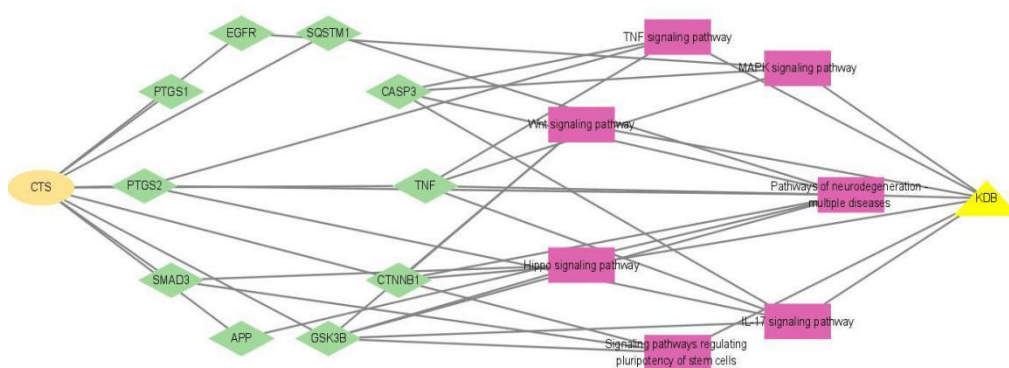 EGFR
SQSTM1
TNF signaling pathway
MAPK signaling pathway
PTGS1
CASP3
Wnt signaling pathway
CTS
PTGS2
TNF
Pathways of neurodegeneration -
multiple diseases
KDB
SMAD3
CTNNB1
Hippo signaling pathway
IL-17 signaling pathway
APP
GSK3B
Signaling pathways regulating
pluripotency of stem cells